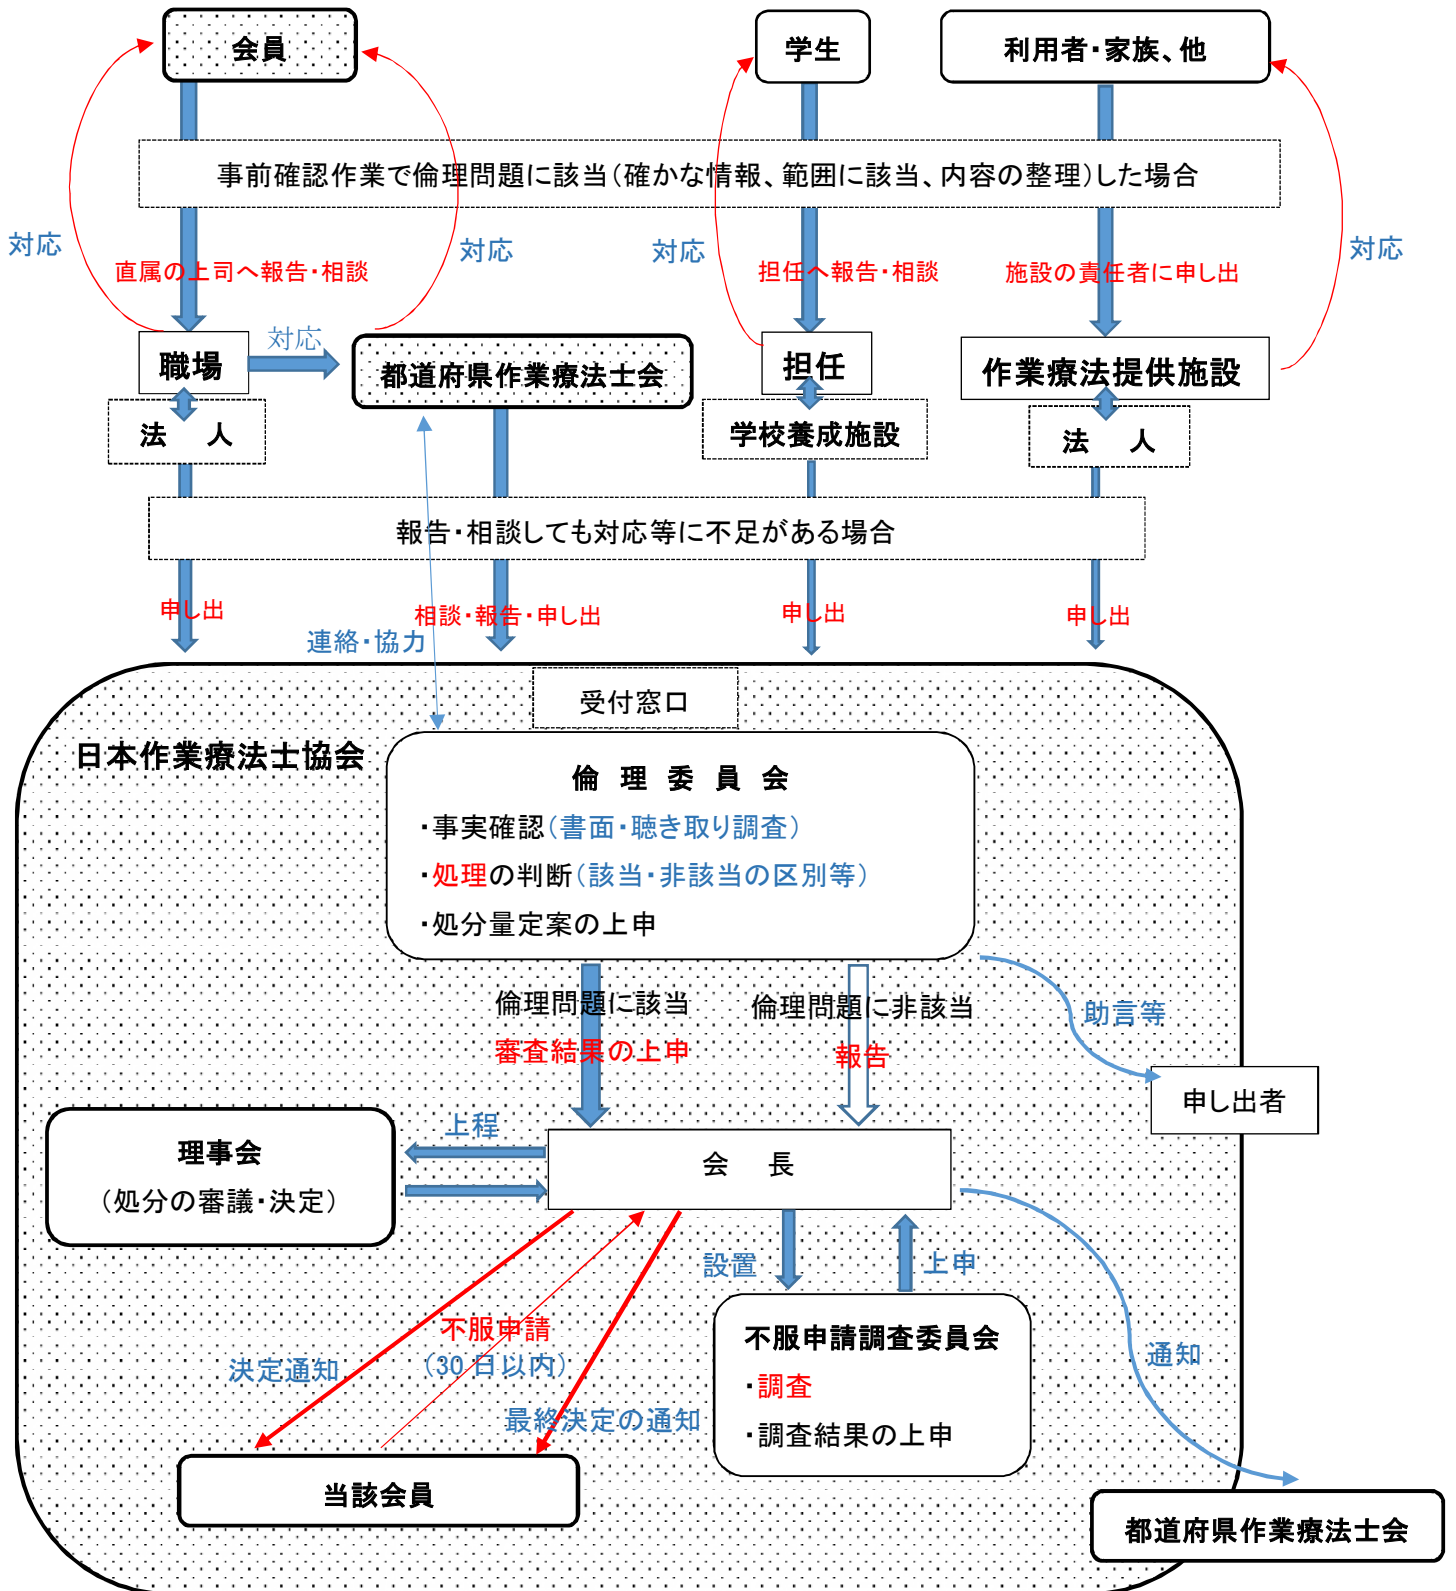 会員
学生
利用者・家族、他
事前確認作業で倫理問題に該当（確かな情報、範囲に該当、内容の整理）した場合
対応
対応
対応
対応
直属の上司へ報告・相談
担任へ報告・相談
施設の責任者に申し出
職場
対応
都道府県作業療法士会
担任
作業療法提供施設
法　人
学校養成施設
法　人
報告・相談しても対応等に不足がある場合
申し出
相談・報告・申し出
申し出
申し出
連絡・協力
受付窓口
日本作業療法士協会
倫 理 委 員 会
・事実確認（書面・聴き取り調査）
・処理の判断（該当・非該当の区別等）
・処分量定案の上申
倫理問題に該当
倫理問題に非該当
助言等
審査結果の上申
報告
申し出者
上程
理事会
（処分の審議・決定）
会　長
設置
上申
不服申請
（30 日以内）
決定通知
最終決定の通知
不服申請調査委員会
・調査
・調査結果の上申
通知
当該会員
都道府県作業療法士会